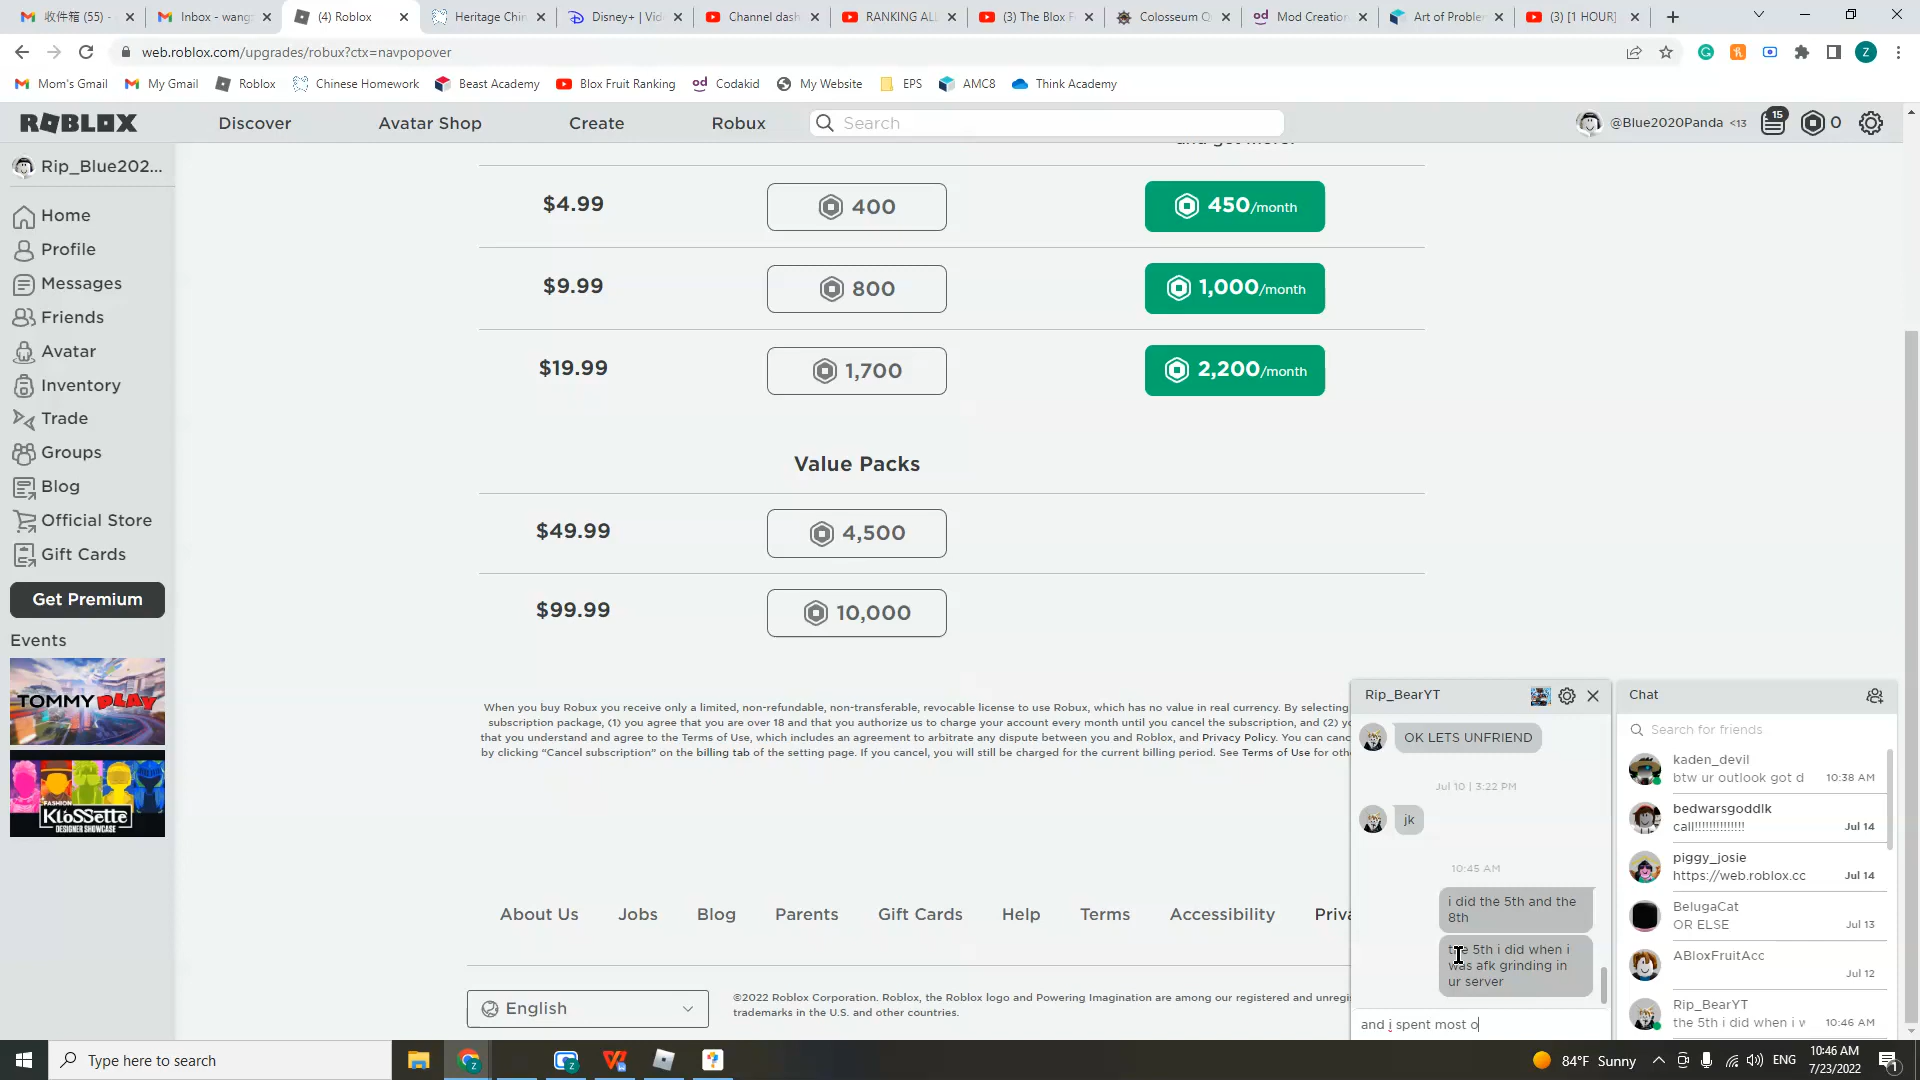 收件箱 (55) -
Inbox - wang
(4) Roblox
Heritage Chin
Disney+ | Vid
Channel dash
RANKING ALL
(3) The Blox F
Colosseum Q
Mod Creation
Art of Proble
(3) [1 HOUR]
web.roblox.com/upgrades/robux?ctx=navpopover
Z
Mom's Gmail
My Gmail
Roblox
Chinese Homework
Beast Academy
Blox Fruit Ranking
Codakid
My Website
EPS
AMC8
Think Academy
ROBLOX
Discover
Avatar Shop
Create
Robux
Search
@Blue2020Panda <13
15
0
Rip_Blue202...
Home
Profile
Messages
Friends
Avatar
Inventory
Trade
Groups
Blog
Official Store
Gift Cards
Get Premium
Events
TOMMY PLAY
FASHION
KLOSSETTE
DESIGNER SHOWCASE
and get more!
$4.99
400
450/month
$9.99
800
1,000/month
$19.99
1,700
2,200/month
Value Packs
$49.99
4,500
$99.99
10,000
When you buy Robux you receive only a limited, non-refundable, non-transferable, revocable license to use Robux, which has no value in real currency. By selecting
subscription package, (1) you agree that you are over 18 and that you authorize us to charge your account every month until you cancel the subscription, and (2) yo
that you understand and agree to the Terms of Use, which includes an agreement to arbitrate any dispute between you and Roblox, and Privacy Policy. You can canc
by clicking “Cancel subscription” on the billing tab of the setting page. If you cancel, you will still be charged for the current billing period. See Terms of Use for oth
About Us
Jobs
Blog
Parents
Gift Cards
Help
Terms
Accessibility
Priva
English
©2022 Roblox Corporation. Roblox, the Roblox logo and Powering Imagination are among our registered and unregi
trademarks in the U.S. and other countries.
Rip_BearYT
OK LETS UNFRIEND
Jul 10 | 3:22 PM
jk
10:45 AM
i did the 5th and the
8th
the 5th i did when i
was afk grinding in
ur server
and i spent most o
Chat
Search for friends
kaden_devil
btw ur outlook got d
10:38 AM
bedwarsgoddlk
call!!!!!!!!!!!!!!
Jul 14
piggy_josie
https://web.roblox.cc
Jul 14
BelugaCat
OR ELSE
Jul 13
ABloxFruitAcc
Jul 12
Rip_BearYT
the 5th i did when i v
10:46 AM
Type here to search
84°F Sunny
ENG
10:46 AM
7/23/2022
1